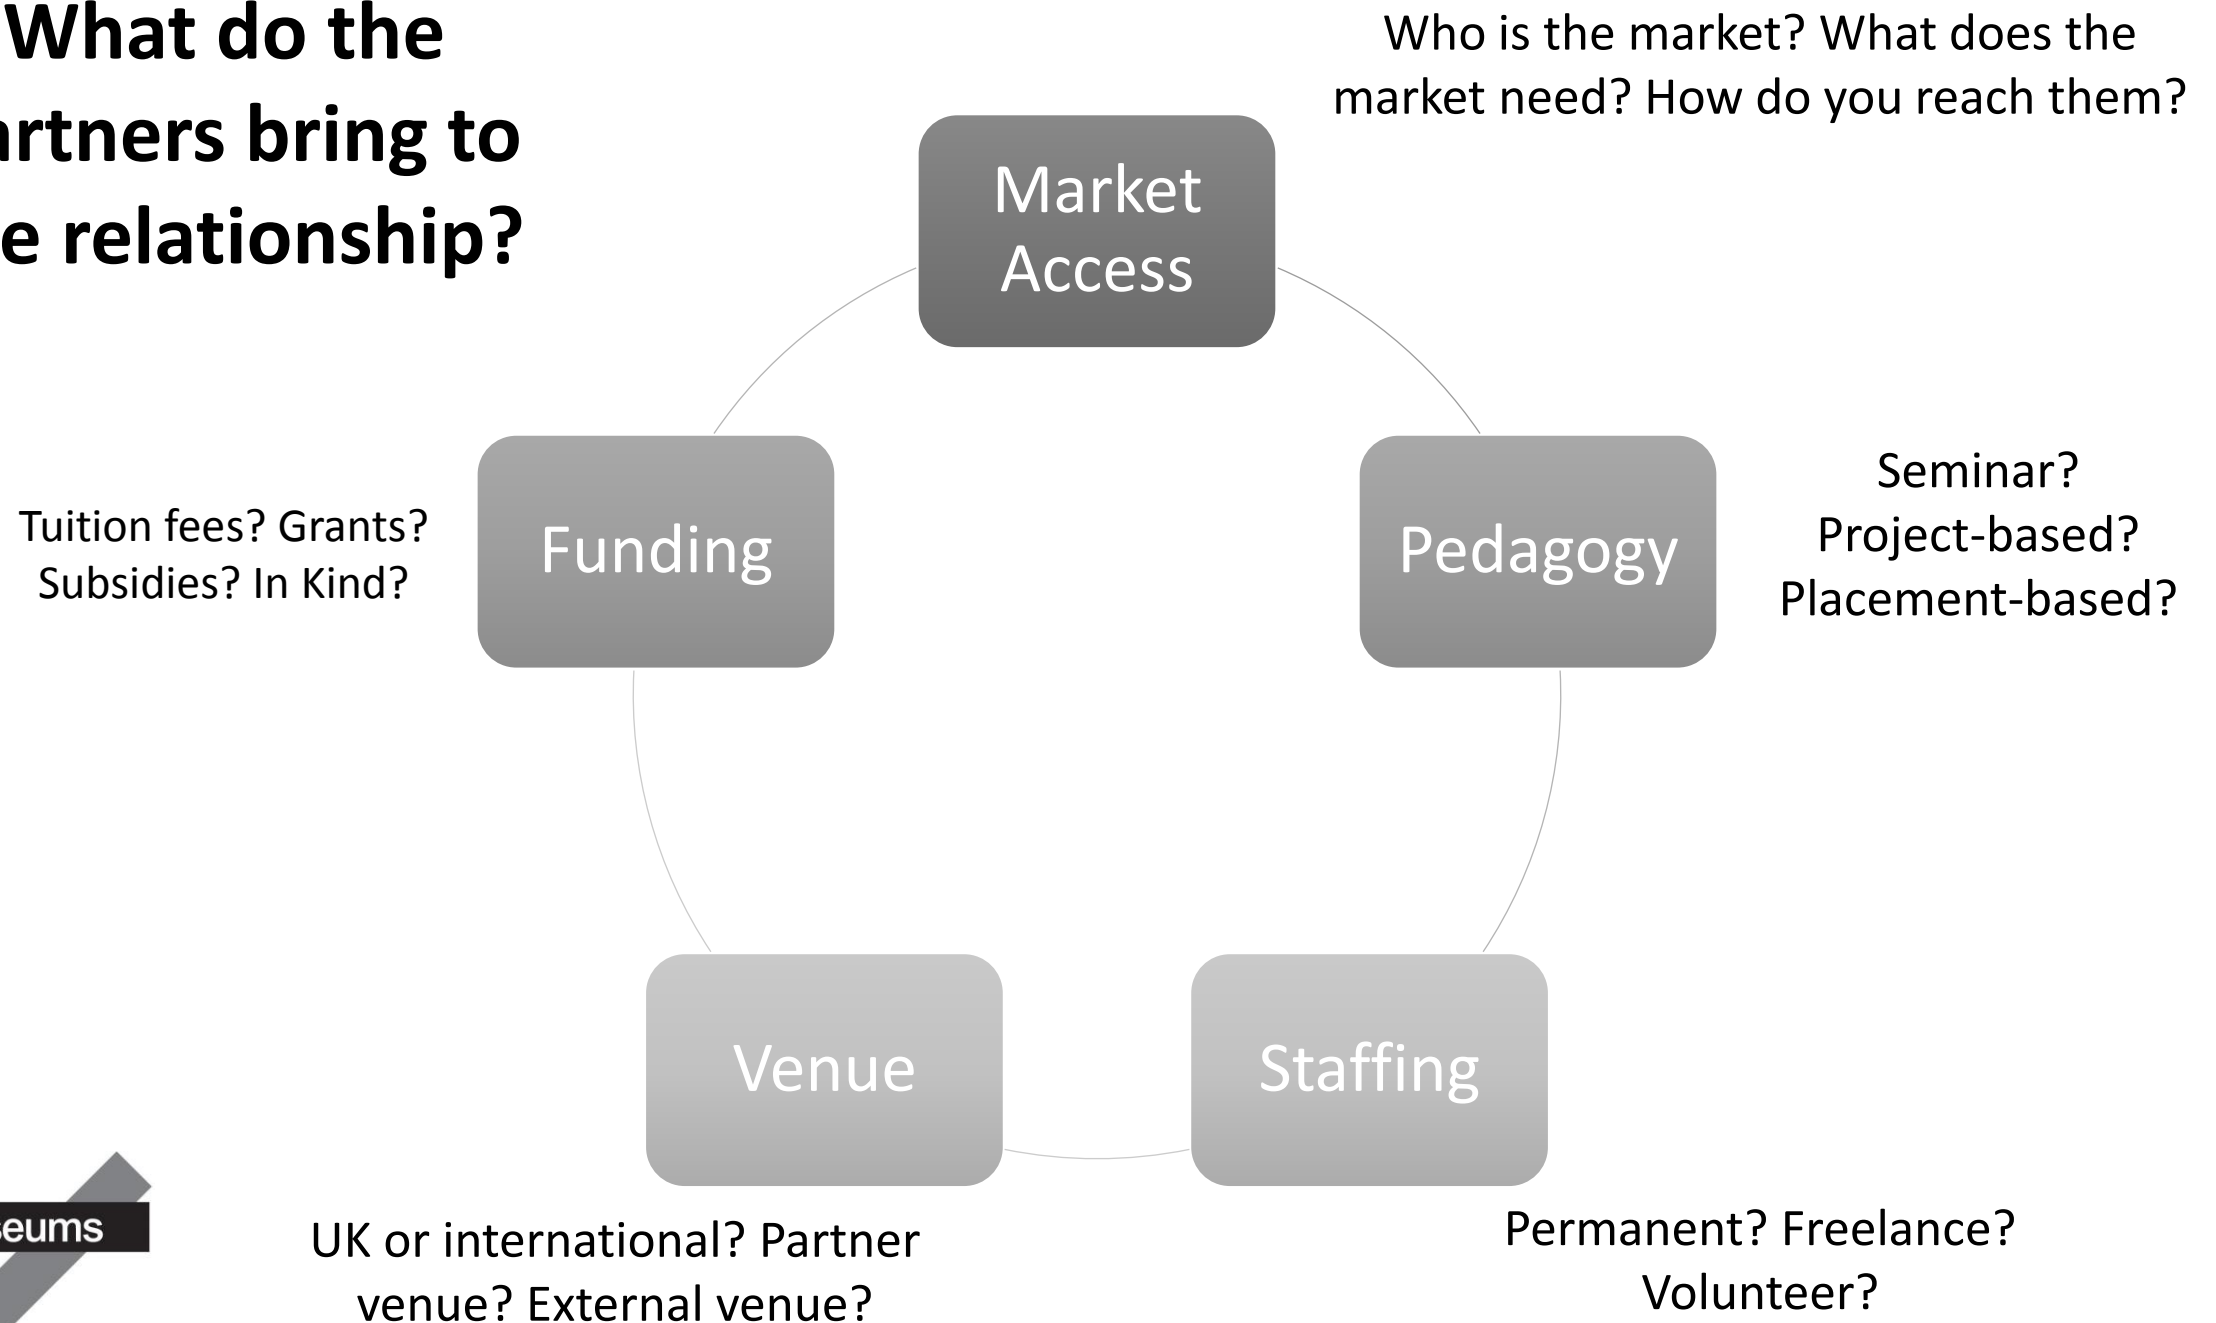 What do the
artners bring to
e relationship?
Who is the market? What does the
market need? How do you reach them?
Market
Access
Funding
Tuition fees? Grants?
Subsidies? In Kind?
Pedagogy
Seminar?
Project-based?
Placement-based?
Venue
Staffing
UK or international? Partner
venue? External venue?
Permanent? Freelance?
Volunteer?
eums